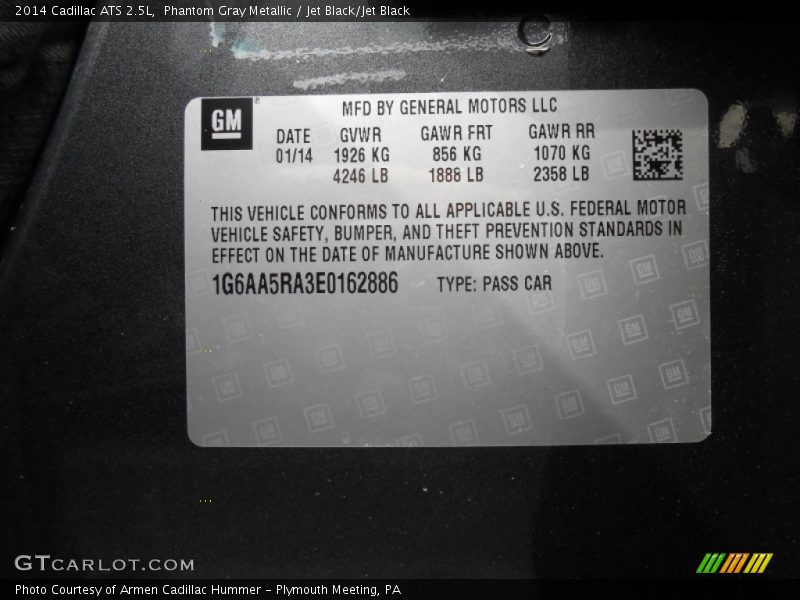 2014 Cadillac ATS 2.5L,  Phantom Gray Metallic / Jet Black/Jet Black
GM
®
MFD BY GENERAL MOTORS LLC
DATE GVWR GAWR FRT GAWR RR
01/14 1926 KG 856 KG 1070 KG
4246 LB 1888 LB 2358 LB
THIS VEHICLE CONFORMS TO ALL APPLICABLE U.S. FEDERAL MOTOR
VEHICLE SAFETY, BUMPER, AND THEFT PREVENTION STANDARDS IN
EFFECT ON THE DATE OF MANUFACTURE SHOWN ABOVE.
1G6AA5RA3E0162886 TYPE: PASS CAR
GTCARLOT.COM
Photo Courtesy of Armen Cadillac Hummer - Plymouth Meeting, PA